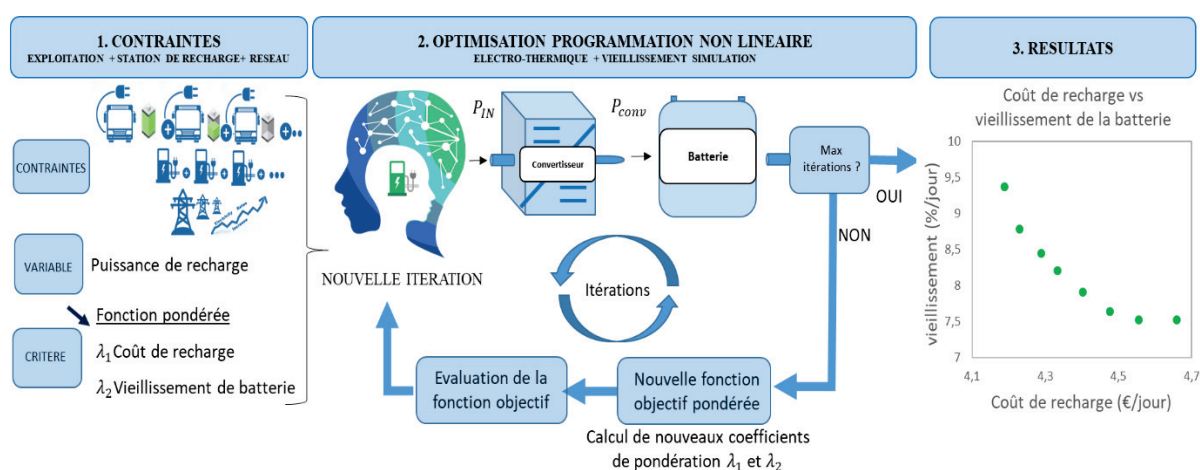 1. CONTRAINTES
EXPLOITATION + STATION DE RECHARGE+ RESEAU
CONTRAINTES
VARIABLE
Puissance de recharge
Fonction pondérée
CRITERE
λ₁ Coût de recharge
λ₂ Vieillissement de batterie
2. OPTIMISATION PROGRAMMATION NON LINEAIRE
ELECTRO-THERMIQUE + VIEILLISSEMENT SIMULATION
P_IN
Convertisseur
P_conv
Batterie
Max
itérations ?
OUI
NON
NOUVELLE ITERATION
Itérations
Evaluation de la
fonction objectif
Nouvelle fonction
objectif pondérée
Calcul de nouveaux coefficients
de pondération λ₁ et λ₂
3. RESULTATS
Coût de recharge vs
vieillissement de la batterie
vieillissement (%/jour)
10
9,5
9
8,5
8
7,5
7
4,1
4,3
4,5
4,7
Coût de recharge (€/jour)